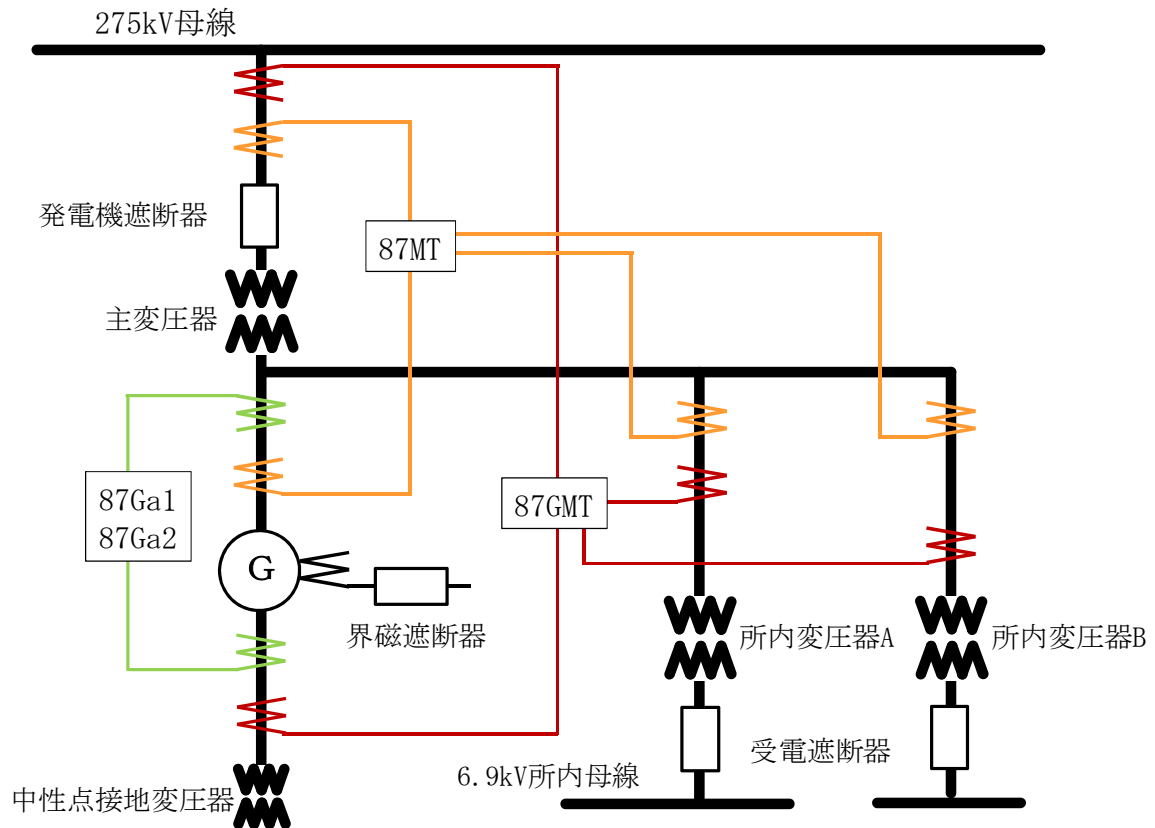 275kV母線
発電機遮断器
87MT
主変圧器
87Ga1
87Ga2
87GMT
G
界磁遮断器
所内変圧器A
所内変圧器B
受電遮断器
6.9kV所内母線
中性点接地変圧器